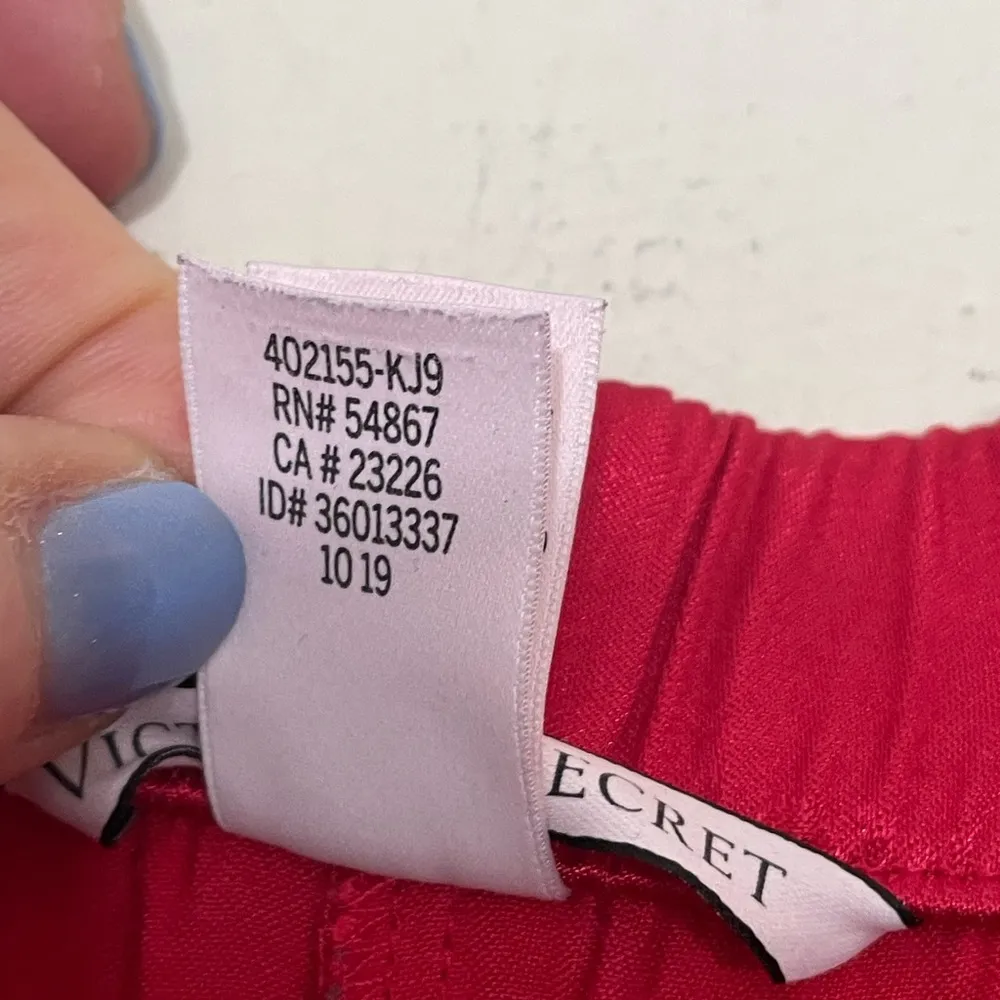 402155-KJ9
RN# 54867
CA # 23226
ID# 36013337
10 19
VICT
ECRET